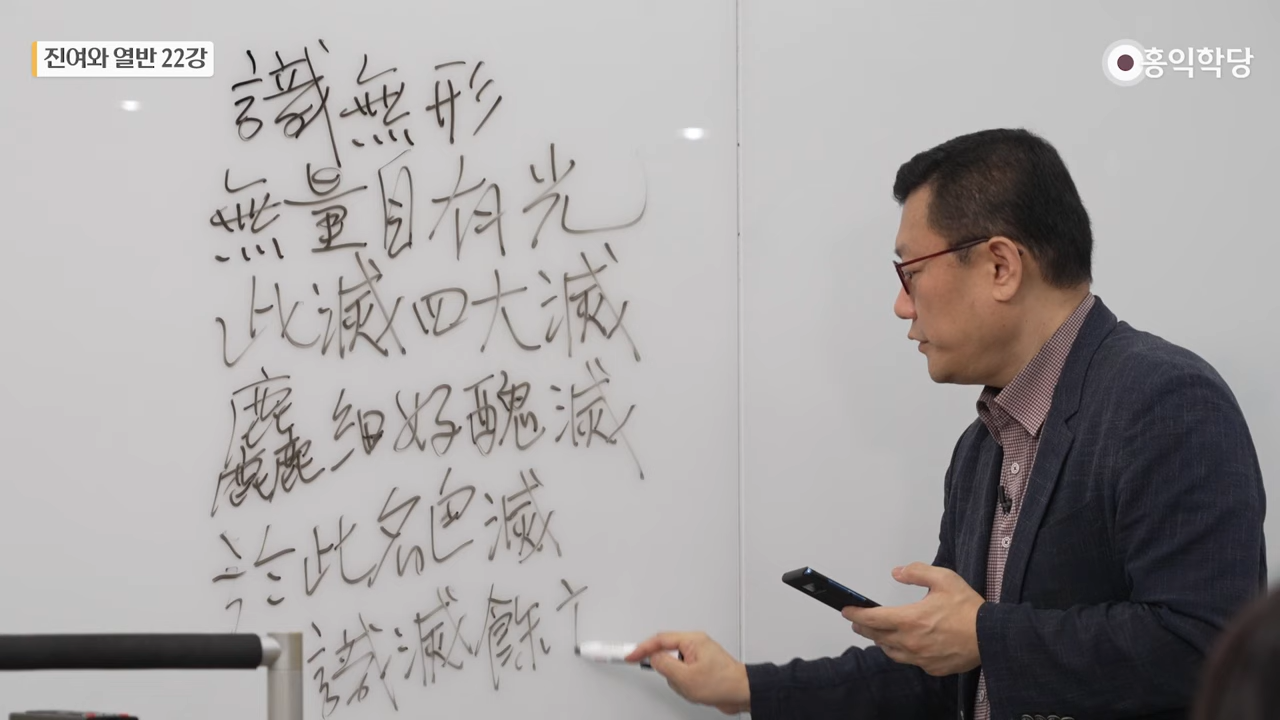 진여와 열반 22강
홍익학당
識無形
無量自有光
此滅四大滅
麤細好醜滅
於此名色滅
識滅餘亠